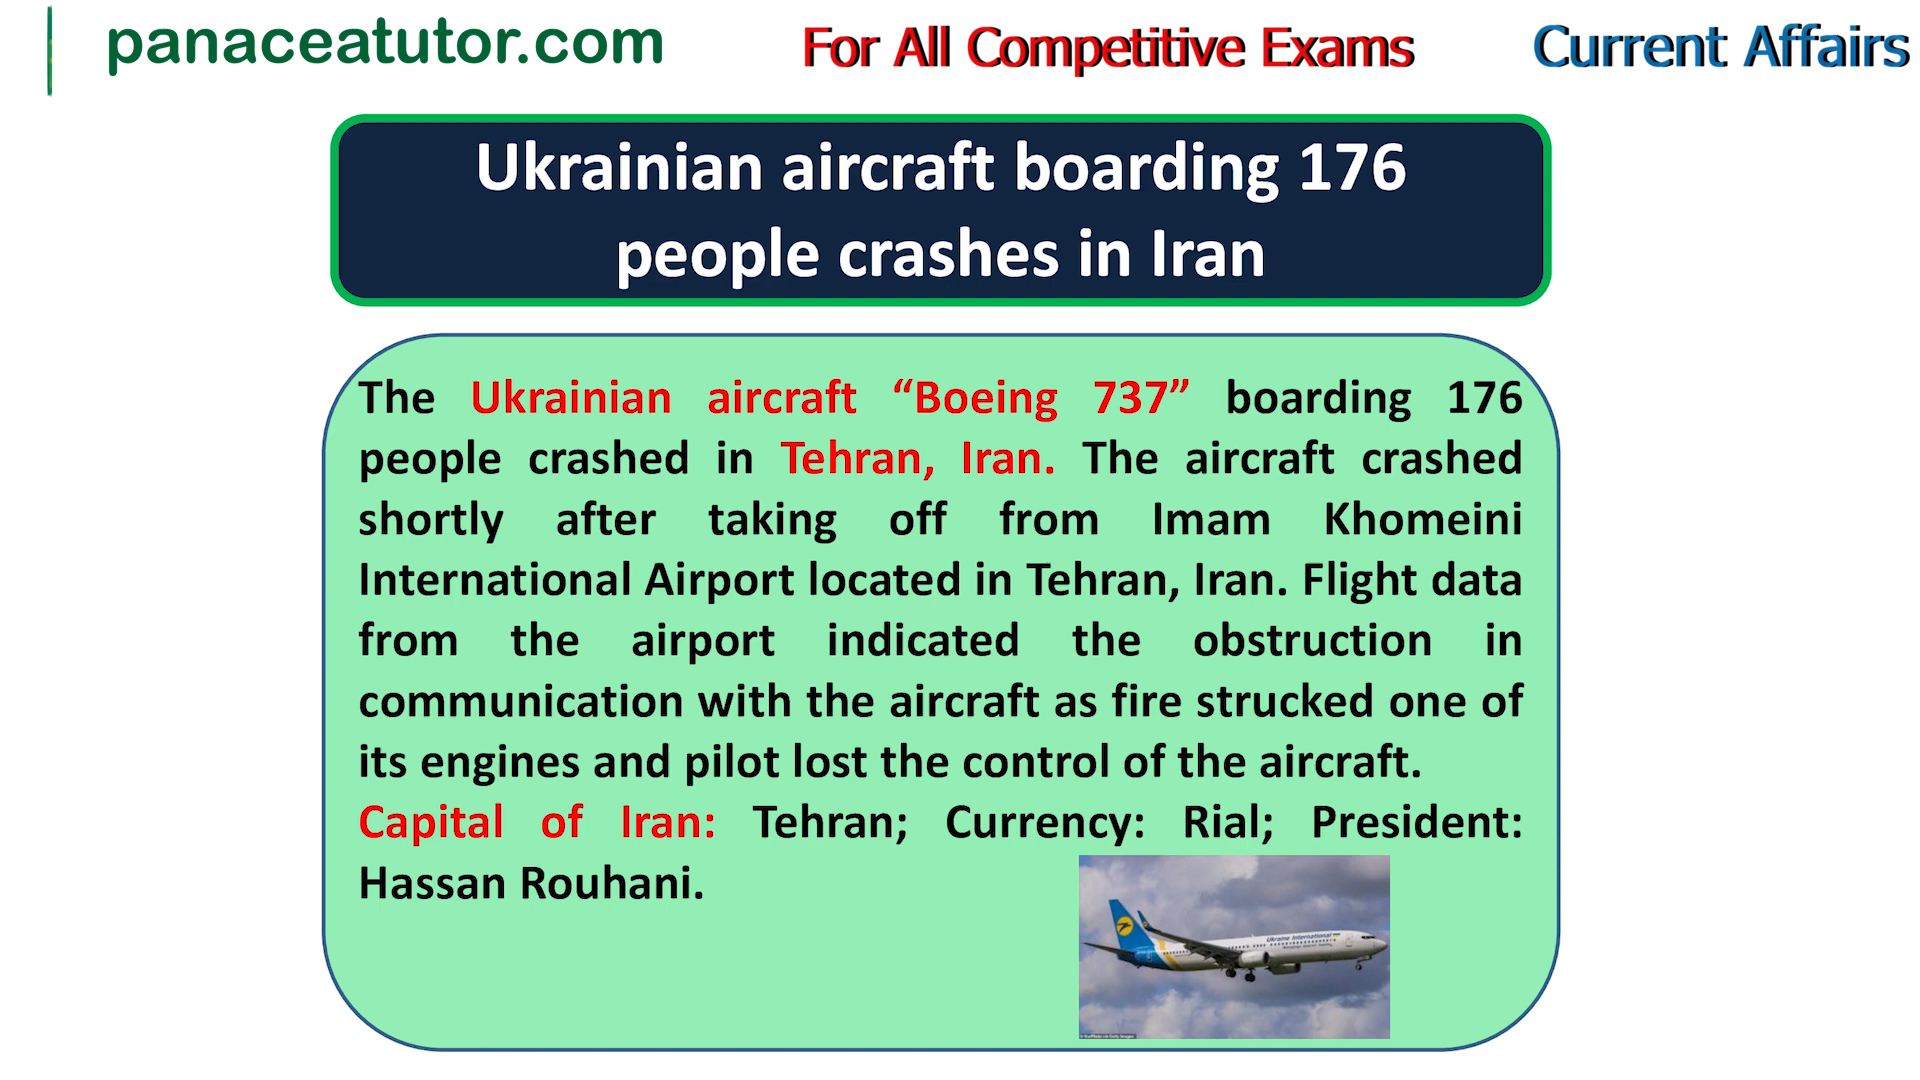 panaceatutor.com
For All Competitive Exams
Current Affairs
Ukrainian aircraft boarding 176
people crashes in Iran
The Ukrainian aircraft “Boeing 737” boarding 176
people crashed in Tehran, Iran. The aircraft crashed
shortly after taking off from Imam Khomeini
International Airport located in Tehran, Iran. Flight data
from the airport indicated the obstruction in
communication with the aircraft as fire strucked one of
its engines and pilot lost the control of the aircraft.
Capital of Iran: Tehran; Currency: Rial; President:
Hassan Rouhani.
Ukraine International